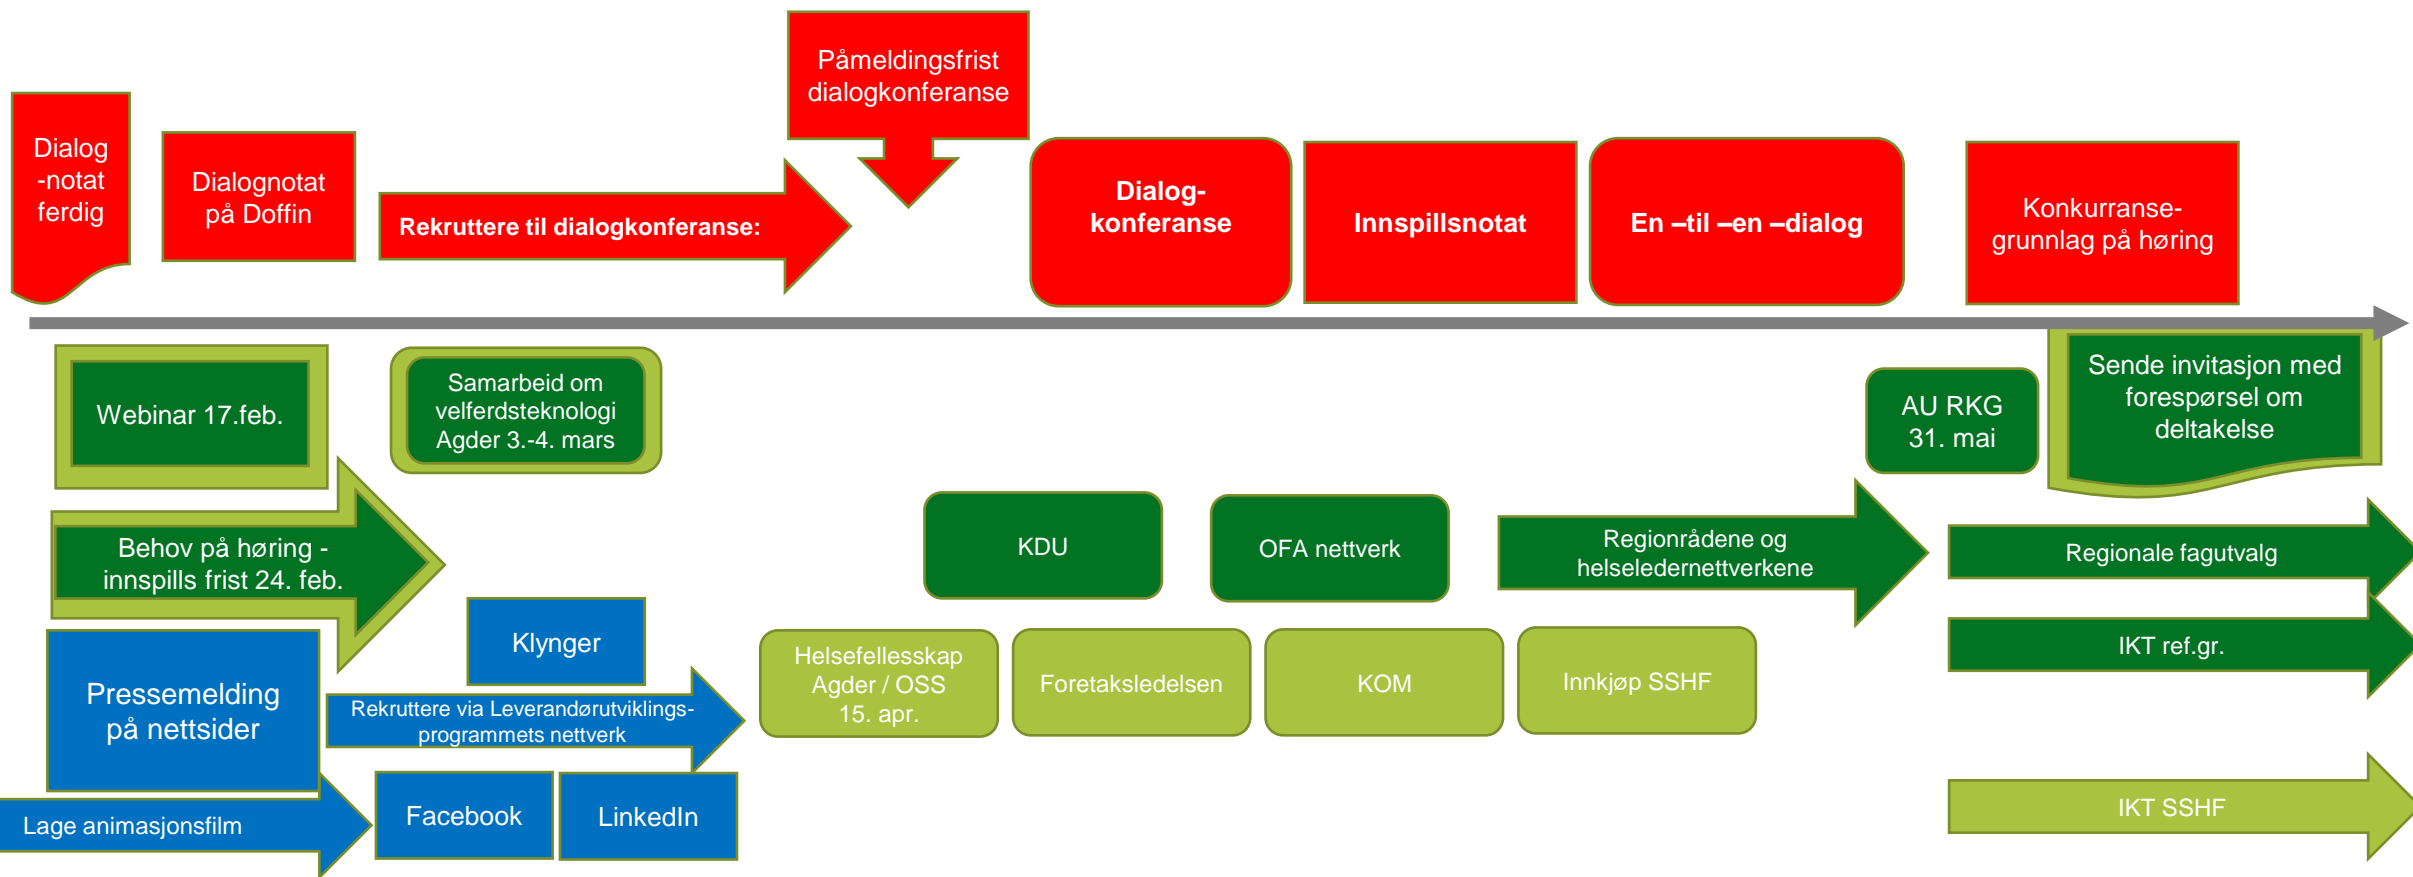 Påmeldingsfrist
dialogkonferanse
Dialog
-notat
ferdig
Dialognotat
på Doffin
Rekruttere til dialogkonferanse:
Dialog-
konferanse
Innspillsnotat
En –til –en –dialog
Konkurranse-
grunnlag på høring
Webinar 17.feb.
Samarbeid om
velferdsteknologi
Agder 3.-4. mars
AU RKG
31. mai
Sende invitasjon med
forespørsel om
deltakelse
Behov på høring -
innspills frist 24. feb.
KDU
OFA nettverk
Regionrådene og
helseledernettverkene
Regionale fagutvalg
Klynger
IKT ref.gr.
Pressemelding
på nettsider
Rekruttere via Leverandørutviklings-
programmets nettverk
Helsefellesskap
Agder / OSS
15. apr.
Foretaksledelsen
KOM
Innkjøp SSHF
Lage animasjonsfilm
Facebook
LinkedIn
IKT SSHF